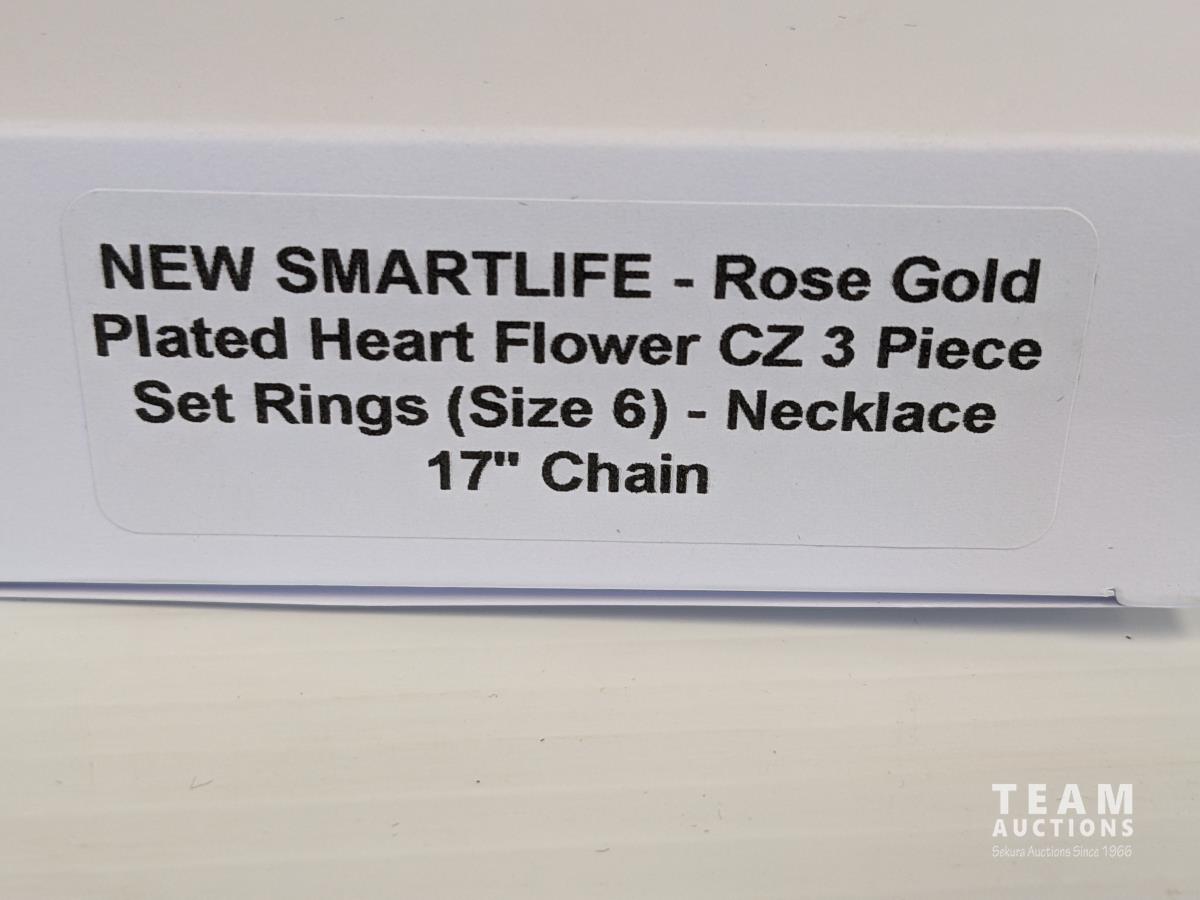 NEW SMARTLIFE - Rose Gold
Plated Heart Flower CZ 3 Piece
Set Rings (Size 6) - Necklace
17" Chain
TEAM
AUCTIONS
Sekura Auctions Since 1966